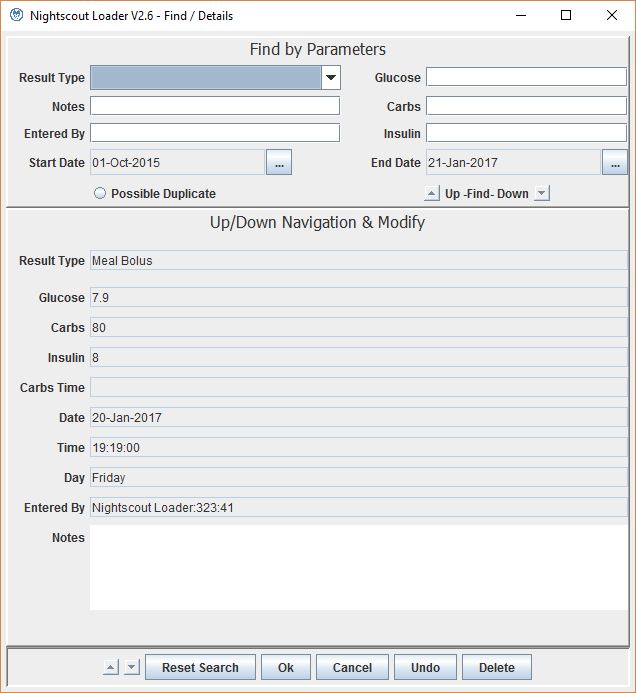 Nightscout Loader V2.6 - Find / Details
Find by Parameters
Result Type Glucose
Notes Carbs
Entered By Insulin
Start Date 01-Oct-2015 ... End Date 21-Jan-2017 ...
Possible Duplicate Up -Find- Down
Up/Down Navigation & Modify
Result Type Meal Bolus
Glucose 7.9
Carbs 80
Insulin 8
Carbs Time
Date 20-Jan-2017
Time 19:19:00
Day Friday
Entered By Nightscout Loader:323:41
Notes
Reset Search Ok Cancel Undo Delete